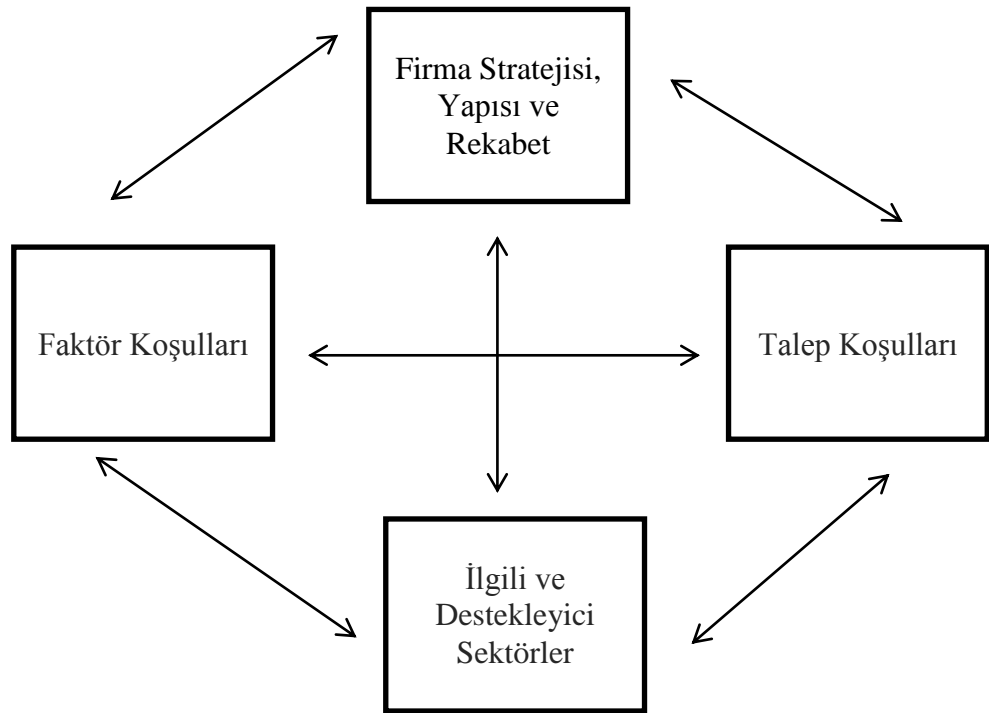 Firma Stratejisi,
Yapısı ve
Rekabet
Faktör Koşulları
Talep Koşulları
İlgili ve
Destekleyici
Sektörler